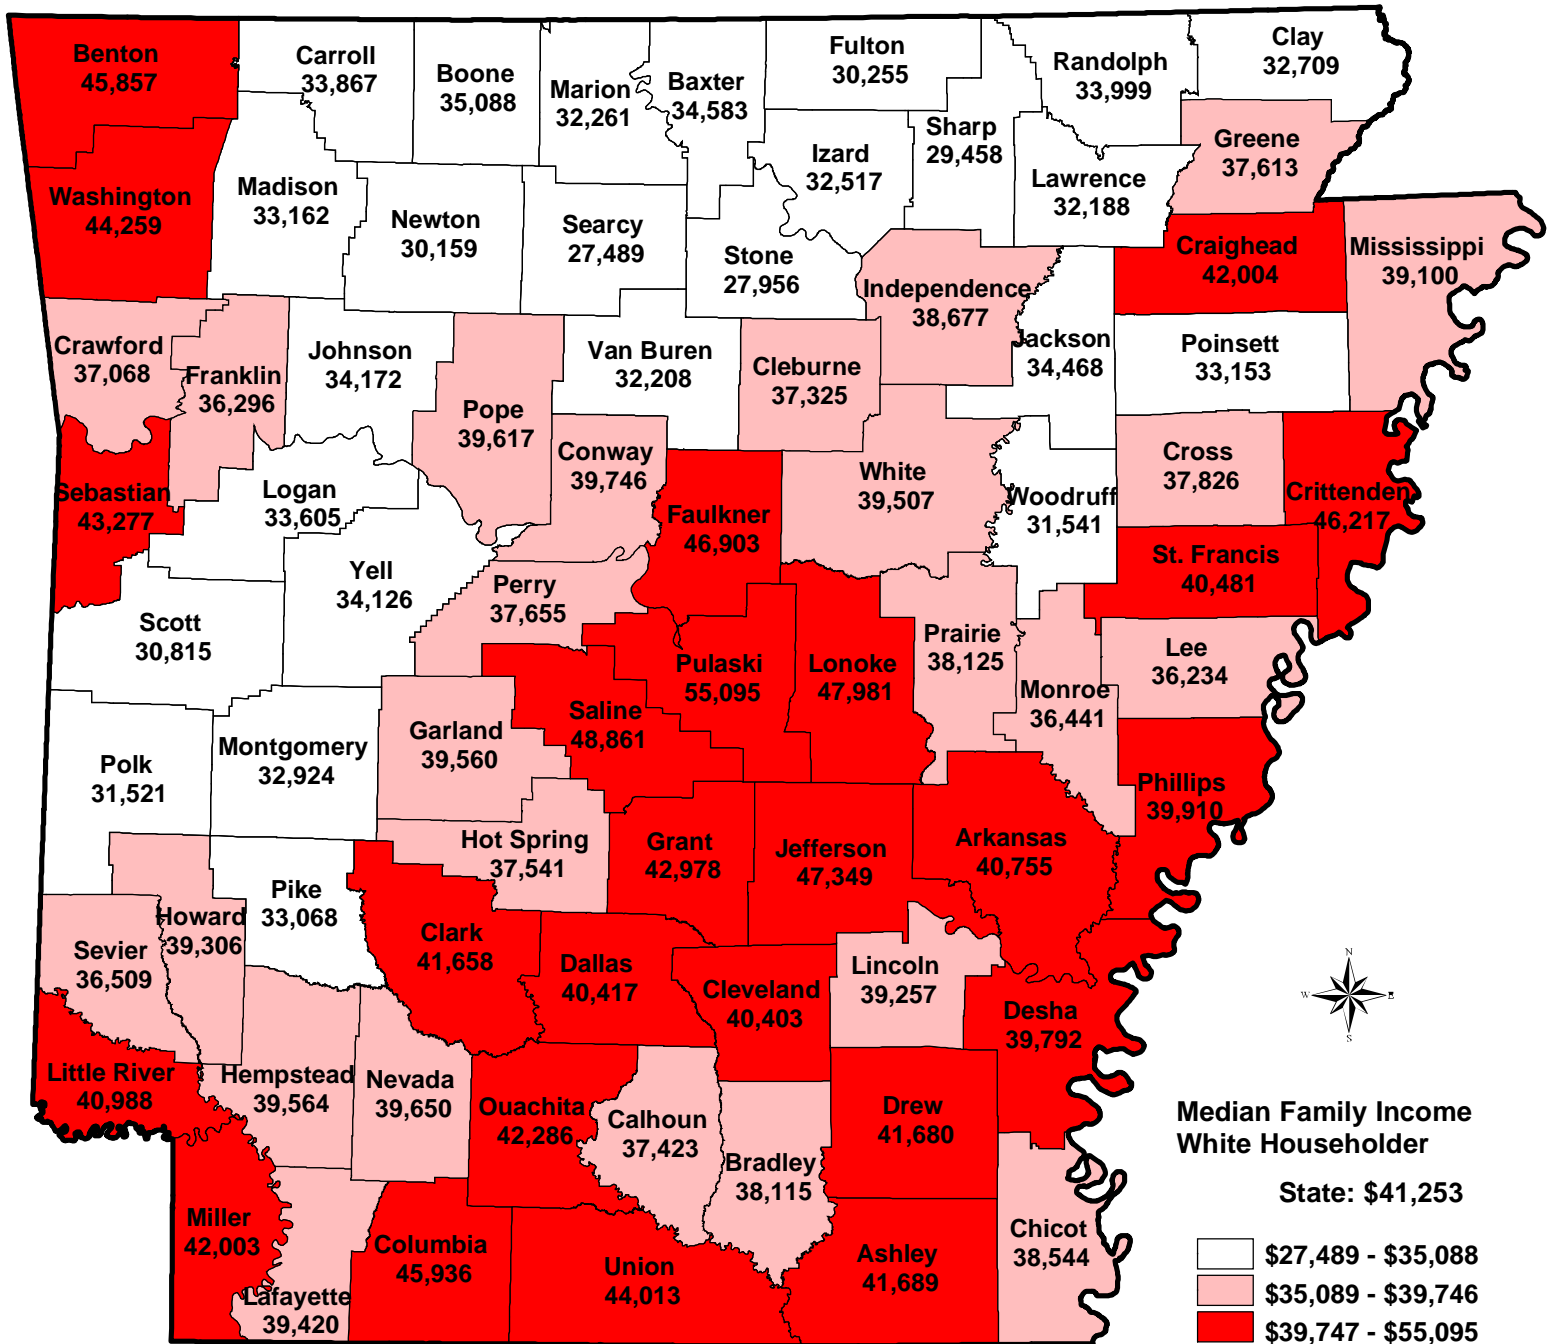 Benton
45,857
Carroll
33,867
Boone
35,088
Marion
32,261
Baxter
34,583
Fulton
30,255
Randolph
33,999
Clay
32,709
Greene
37,613
Sharp
29,458
Izard
32,517
Lawrence
32,188
Washington
44,259
Madison
33,162
Newton
30,159
Searcy
27,489
Stone
27,956
Independence
38,677
Craighead
42,004
Mississippi
39,100
Crawford
37,068
Franklin
36,296
Johnson
34,172
Pope
39,617
Van Buren
32,208
Cleburne
37,325
Jackson
34,468
Poinsett
33,153
Sebastian
43,277
Logan
33,605
Conway
39,746
Faulkner
46,903
White
39,507
Woodruff
31,541
Cross
37,826
Crittenden
46,217
St. Francis
40,481
Scott
30,815
Yell
34,126
Perry
37,655
Pulaski
55,095
Lonoke
47,981
Prairie
38,125
Monroe
36,441
Lee
36,234
Polk
31,521
Montgomery
32,924
Garland
39,560
Saline
48,861
Phillips
39,910
Hot Spring
37,541
Grant
42,978
Jefferson
47,349
Arkansas
40,755
Howard
39,306
Pike
33,068
Sevier
36,509
Clark
41,658
Dallas
40,417
Cleveland
40,403
Lincoln
39,257
Desha
39,792
N
W
E
S
Little River
40,988
Hempstead
39,564
Nevada
39,650
Ouachita
42,286
Calhoun
37,423
Bradley
38,115
Drew
41,680
Miller
42,003
Lafayette
39,420
Columbia
45,936
Union
44,013
Ashley
41,689
Chicot
38,544
Median Family Income
White Householder
State: $41,253
$27,489 - $35,088
$35,089 - $39,746
$39,747 - $55,095